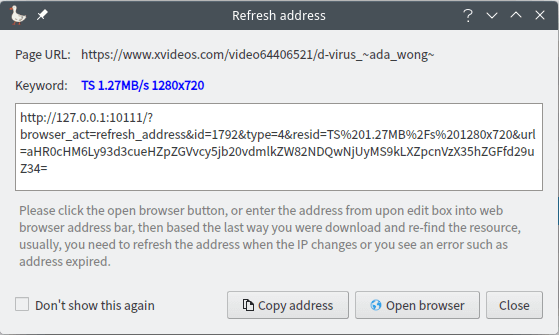 Refresh address
Page URL: https://www.xvideos.com/video64406521/d-virus_~ada_wong~
Keyword: TS 1.27MB/s 1280x720
http://127.0.0.1:10111/?
browser_act=refresh_address&id=1792&type=4&resid=TS%201.27MB%2Fs%201280x720&url
=aHR0cHM6Ly93d3cueHZpZGVvcy5jb20vdmlkZW82NDQwNjUyMS9kLXZpcnVzX35hZGFfd29u
Z34=
Please click the open browser button, or enter the address from upon edit box into web
browser address bar, then based the last way you were download and re-find the resource,
usually, you need to refresh the address when the IP changes or you see an error such as
address expired.
Don't show this again
Copy address
Open browser
Close